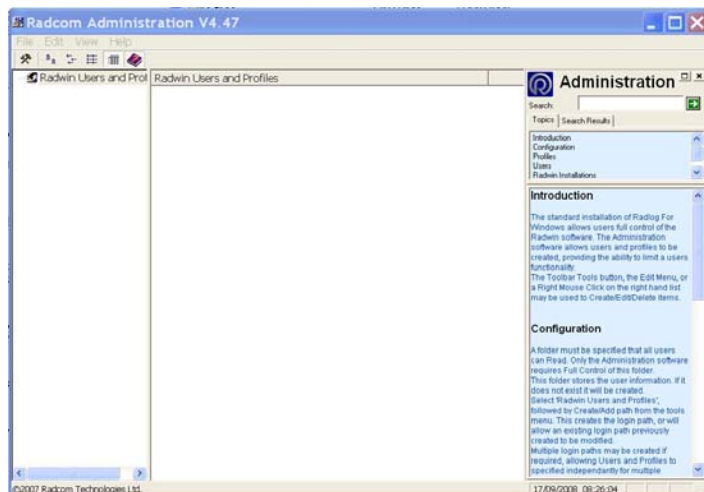 Radcom Administration V4.47
File Edit View Help
Radwin Users and Prof
Radwin Users and Profiles
Administration
Search:
Topics Search Results
Introduction
Configuration
Profiles
Users
Radwin Installations
Introduction
The standard installation of Radlog For
Windows allows users full control of the
Radwin software. The Administration
software allows users and profiles to be
created, providing the ability to limit a users
functionality.
The Toolbar Tools button, the Edit Menu, or
a Right Mouse Click on the right hand list
may be used to Create/Edit/Delete items.
Configuration
A folder must be specified that all users
can Read. Only the Administration software
requires Full Control of this folder.
This folder stores the user information. If it
does not exist it will be created.
Select 'Radwin Users and Profiles',
followed by Create/Add path from the tools
menu. This creates the login path, or will
allow an existing login path previously
created to be modified.
Multiple login paths may be created if
required, allowing Users and Profiles to
specified independantly for multiple
©2007 Radcom Technologies Ltd.
17/09/2008 08:26:04